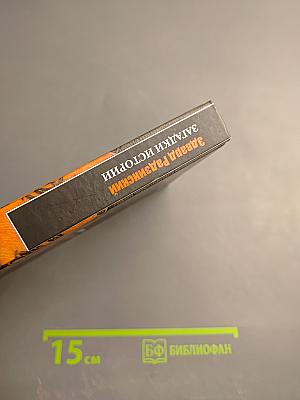 Эдвард Радзинский
ЗАГАДКИ ИСТОРИИ
15 см
БФ БИБЛИОФАН